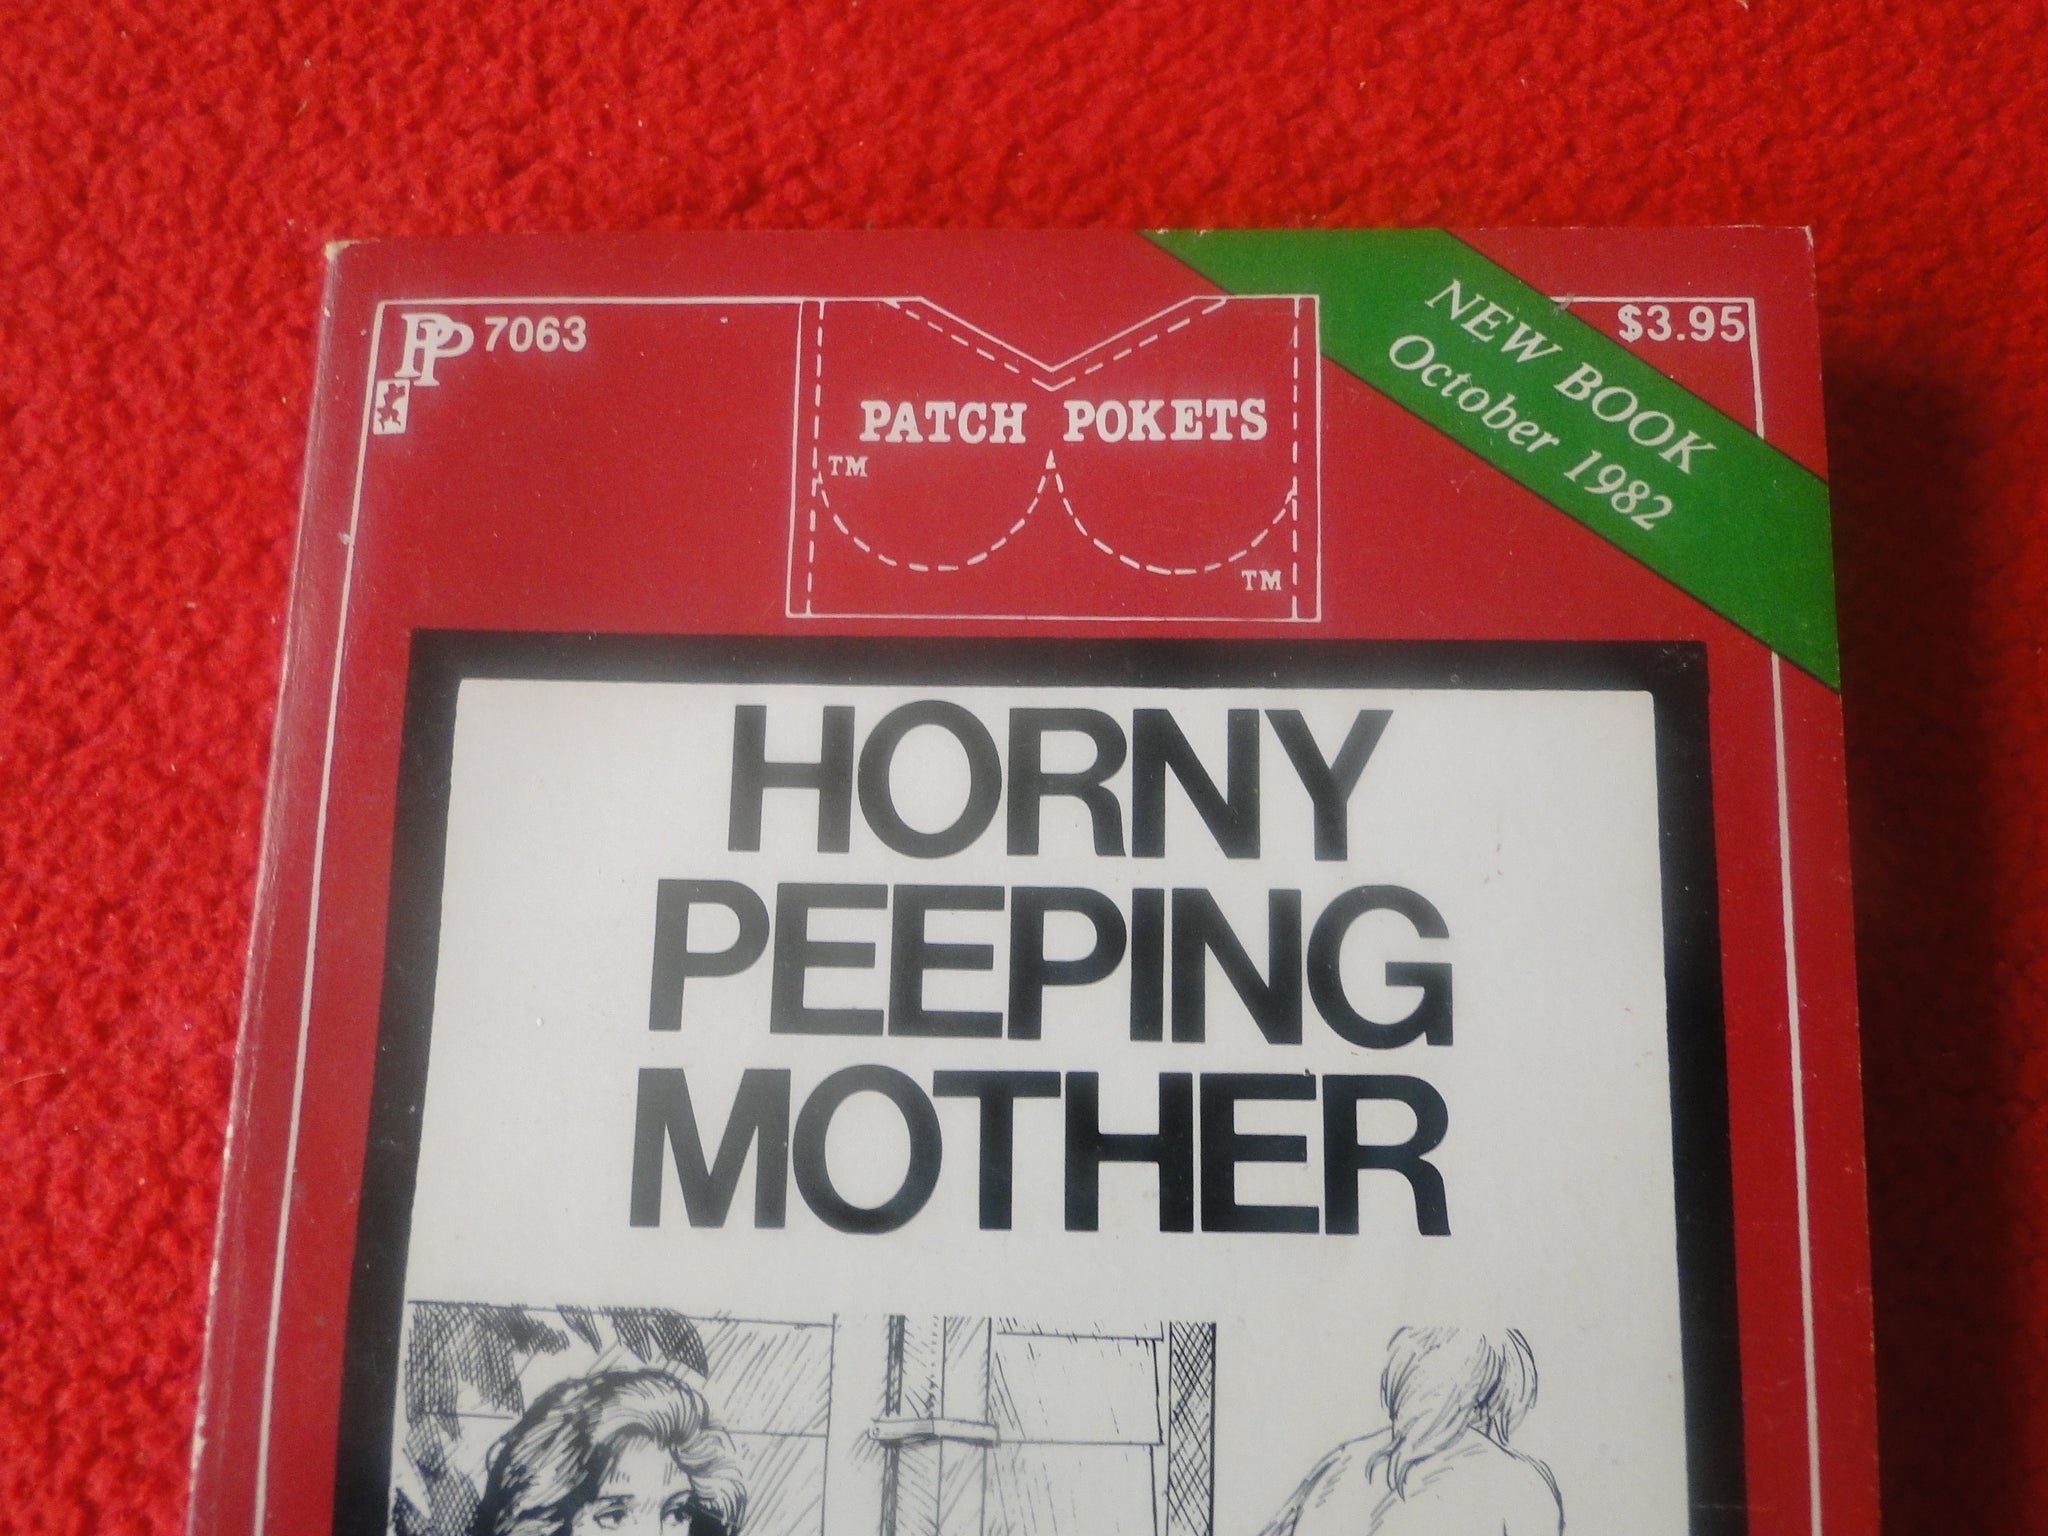 PP 7063
PATCH POKETS
TM
TM
NEW BOOK
October 1982
$3.95
HORNY
PEEPING
MOTHER